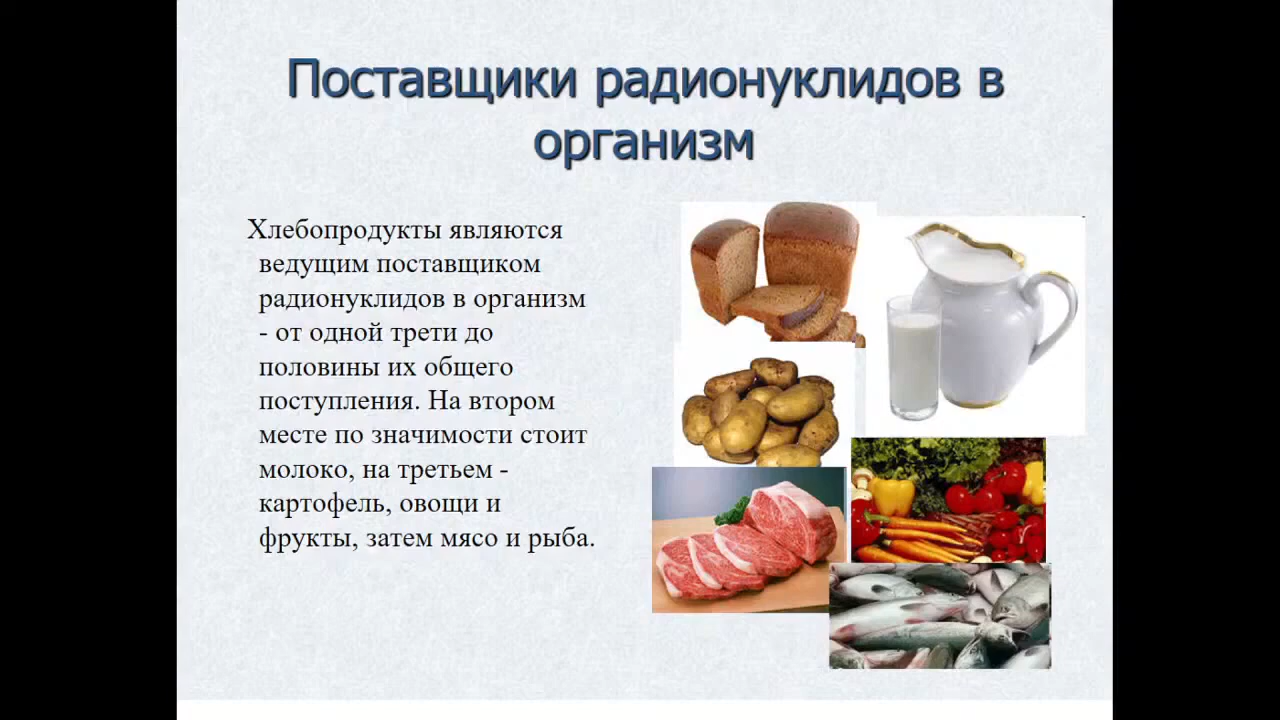 Поставщики радионуклидов в
организм
Хлебопродукты являются
ведущим поставщиком
радионуклидов в организм
- от одной трети до
половины их общего
поступления. На втором
месте по значимости стоит
молоко, на третьем -
картофель, овощи и
фрукты, затем мясо и рыба.